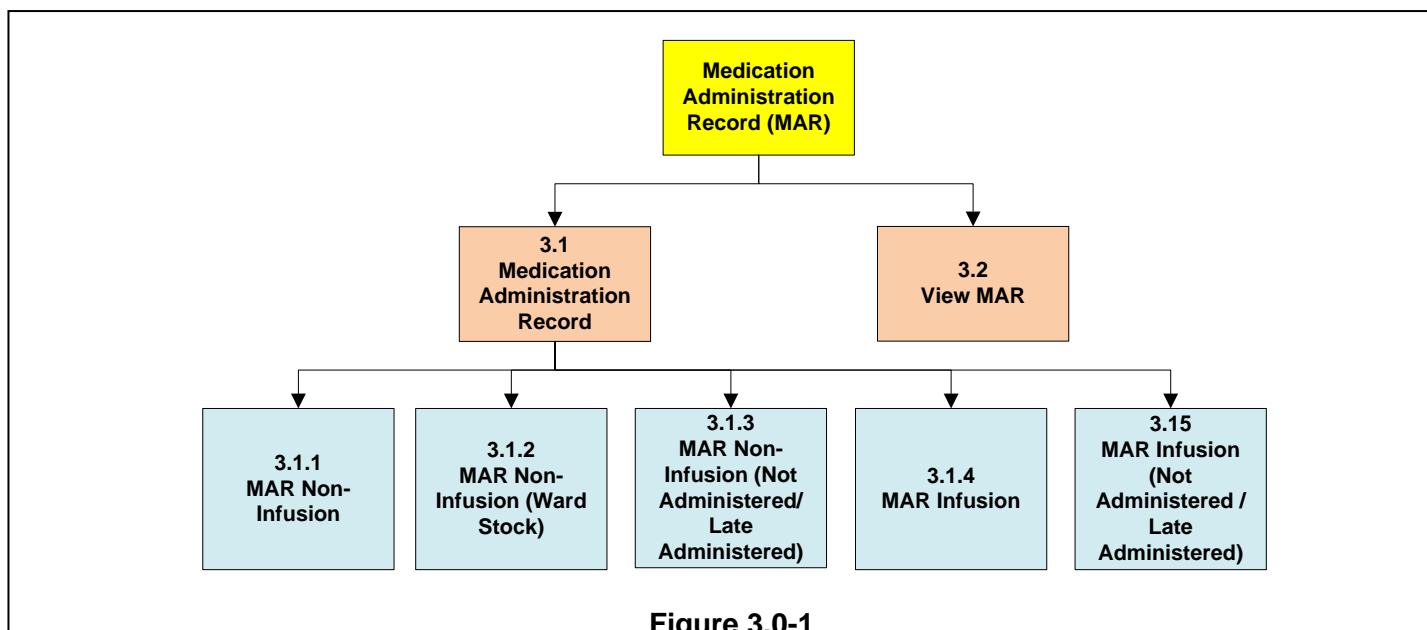 Medication
Administration
Record (MAR)
3.1
Medication
Administration
Record
3.2
View MAR
3.1.1
MAR Non-
Infusion
3.1.2
MAR Non-
Infusion (Ward
Stock)
3.1.3
MAR Non-
Infusion (Not
Administered/
Late
Administered)
3.1.4
MAR Infusion
3.15
MAR Infusion
(Not
Administered /
Late
Administered)
Figure 3.0-1